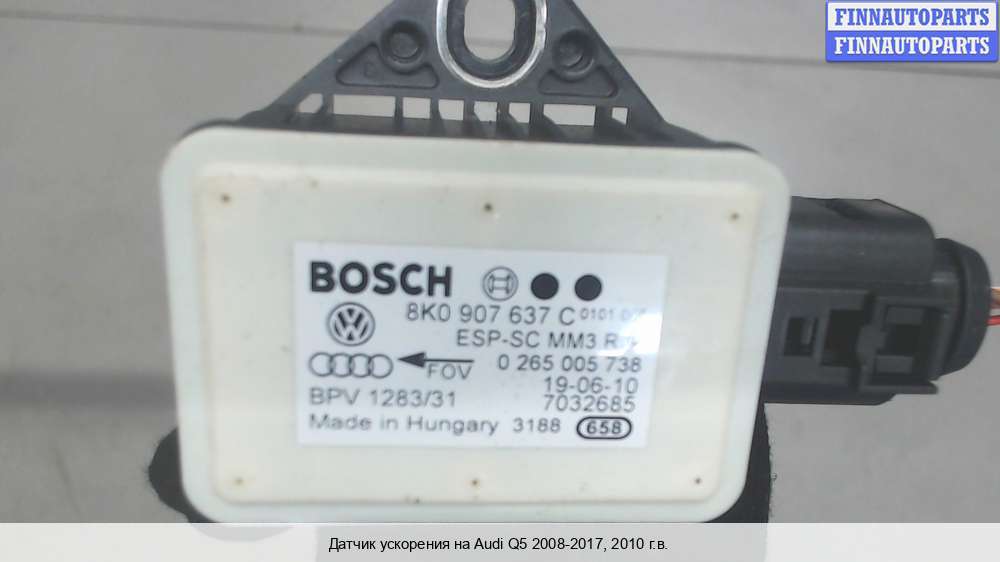 FINNAUTOPARTS
FINNAUTOPARTS
BOSCH
8K0 907 637 C 0101
ESP-SC MM3
FOV 0 265 005 738
19-06-10
BPV 1283/31 7032685
Made in Hungary 3188 658
Датчик ускорения на Audi Q5 2008-2017, 2010 г.в.